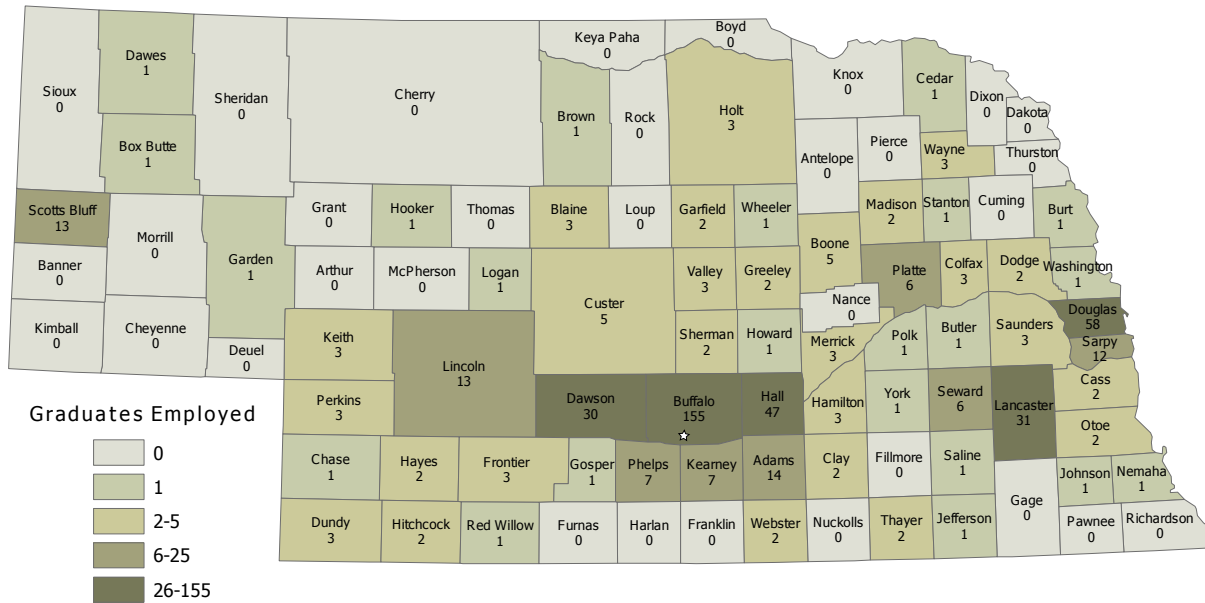 Boyd
0
Keya Paha
0
Dawes
1
Knox
0
Cedar
1
Sioux
0
Sheridan
0
Cherry
0
Dixon
0
Dakota
0
Holt
3
Brown
1
Rock
0
Box Butte
1
Pierce
0
Wayne
3
Thurston
0
Antelope
0
Scotts Bluff
13
Grant
0
Hooker
1
Thomas
0
Blaine
3
Loup
0
Garfield
2
Wheeler
1
Madison
2
Stanton
1
Cuming
0
Burt
1
Morrill
0
Boone
5
Banner
0
Garden
1
Arthur
0
McPherson
0
Logan
1
Valley
3
Greeley
2
Platte
6
Colfax
3
Dodge
2
Washington
1
Custer
5
Nance
0
Kimball
0
Cheyenne
0
Douglas
58
Deuel
0
Keith
3
Lincoln
13
Sherman
2
Howard
1
Merrick
3
Polk
1
Butler
1
Saunders
3
Sarpy
12
Perkins
3
Dawson
30
Buffalo
155
Hall
47
Hamilton
3
York
1
Seward
6
Lancaster
31
Cass
2
Otoe
2
Chase
1
Hayes
2
Frontier
3
Gosper
1
Phelps
7
Kearney
7
Adams
14
Clay
2
Fillmore
0
Saline
1
Johnson
1
Nemaha
1
Gage
0
Dundy
3
Hitchcock
2
Red Willow
1
Furnas
0
Harlan
0
Franklin
0
Webster
2
Nuckolls
0
Thayer
2
Jefferson
1
Pawnee
0
Richardson
0
Graduates Employed
0
1
2-5
6-25
26-155